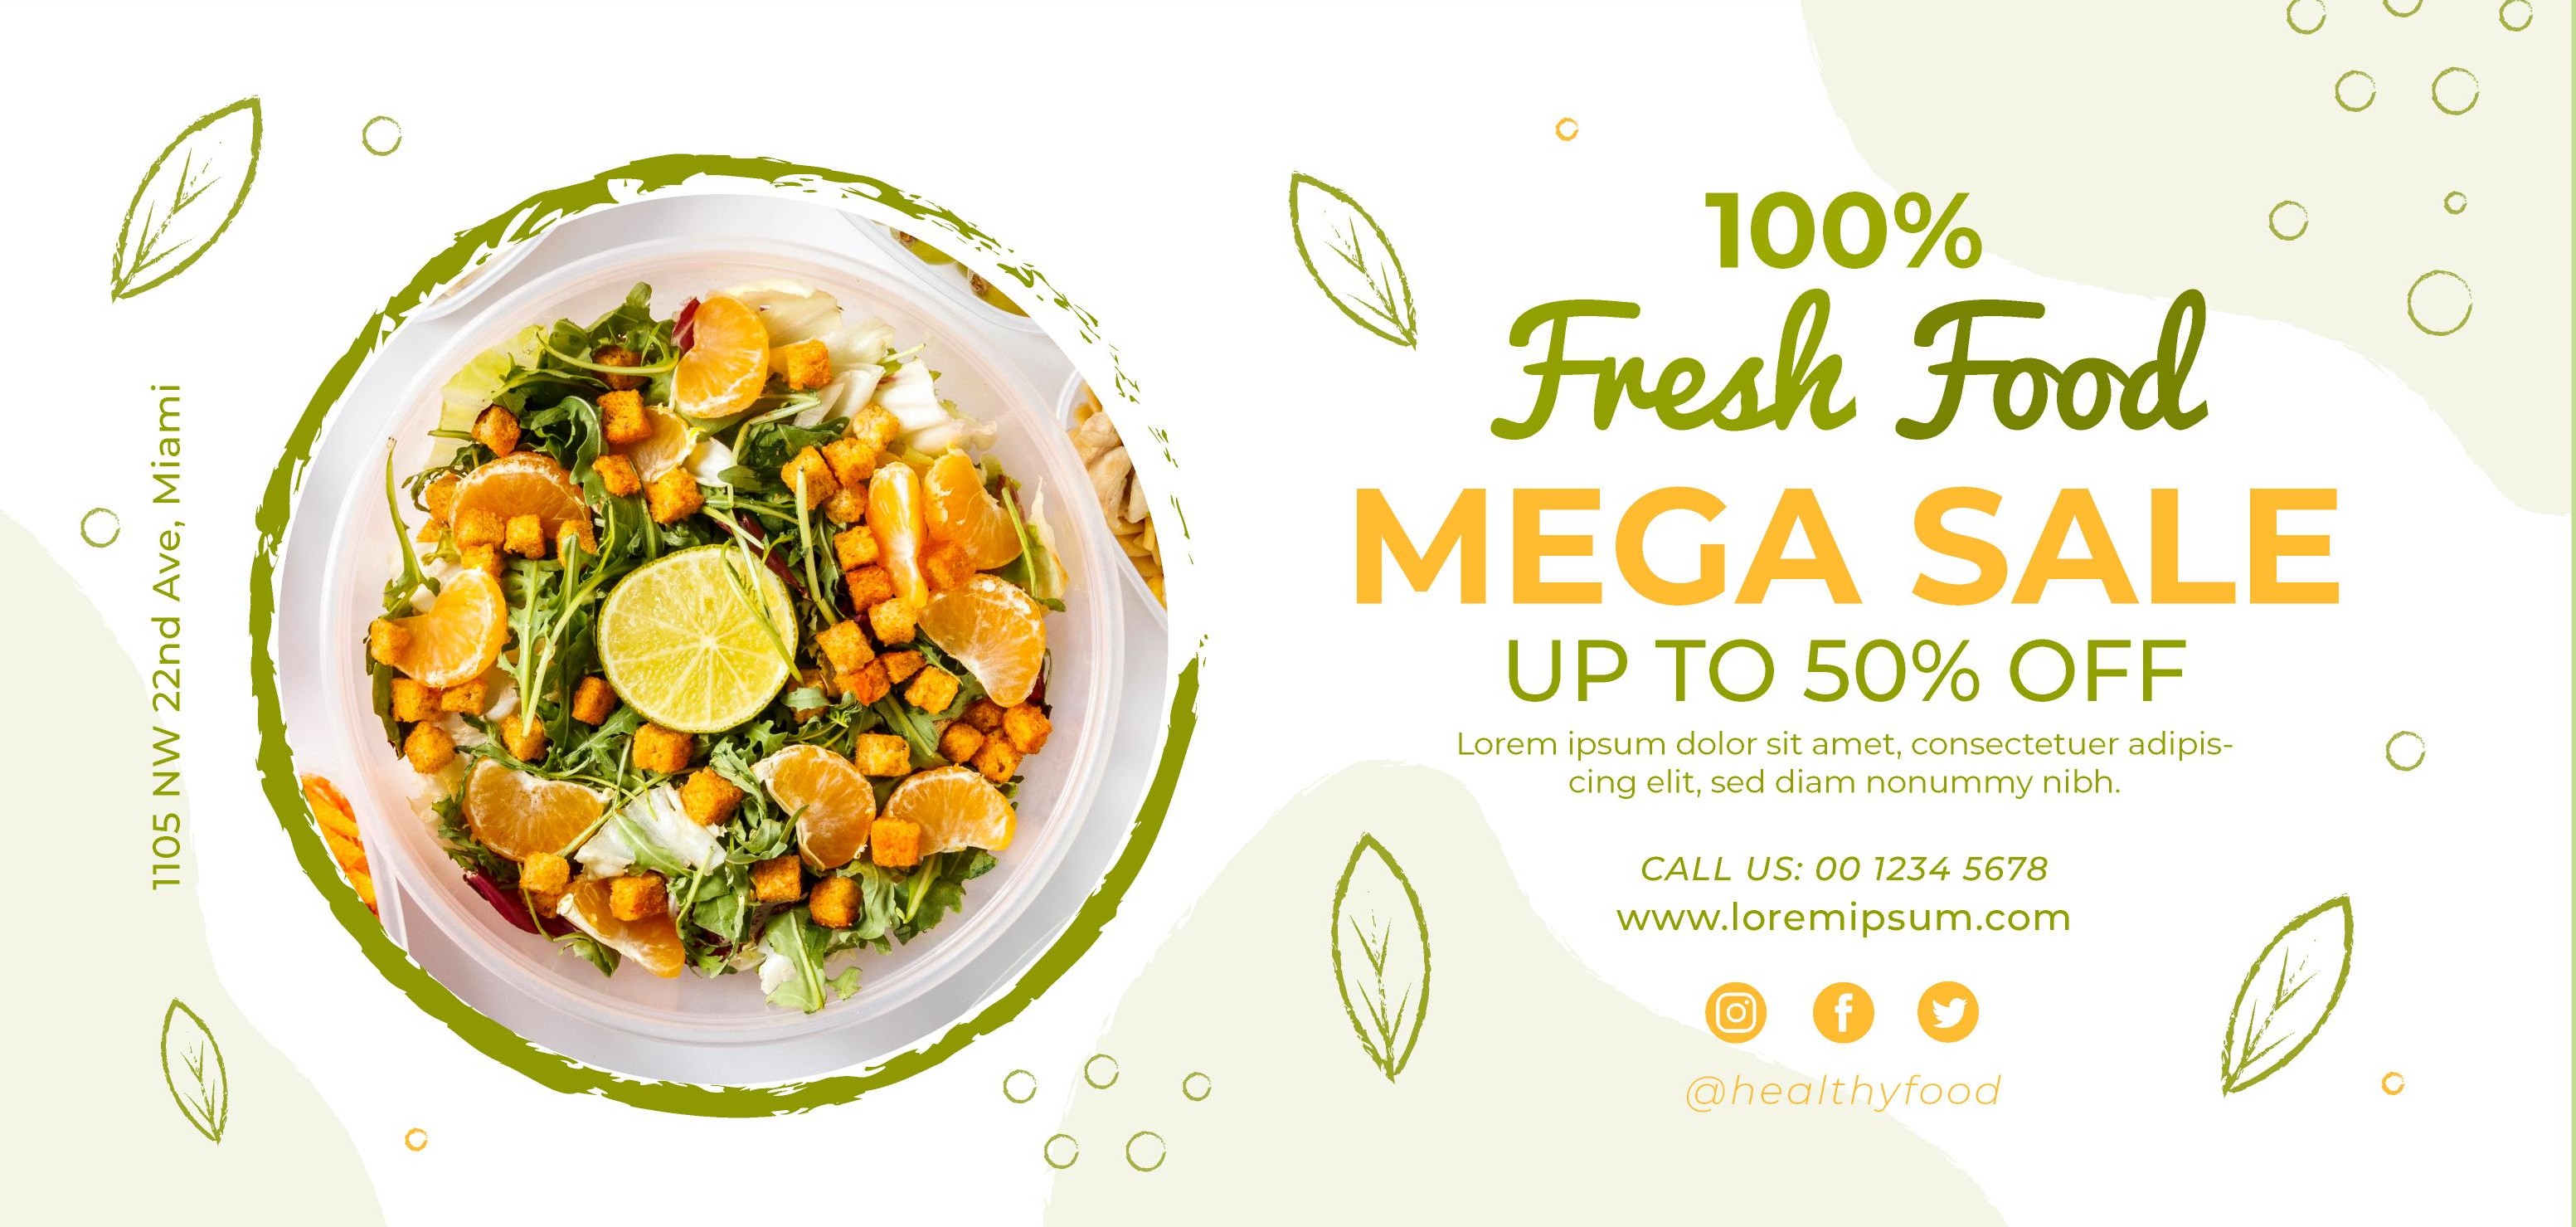 1105 NW 22nd Ave, Miami
100%
Fresh Food
MEGA SALE
UP TO 50% OFF
Lorem ipsum dolor sit amet, consectetuer adipis-
cing elit, sed diam nonummy nibh.
CALL US: 00 1234 5678
www.loremipsum.com
@healthyfood